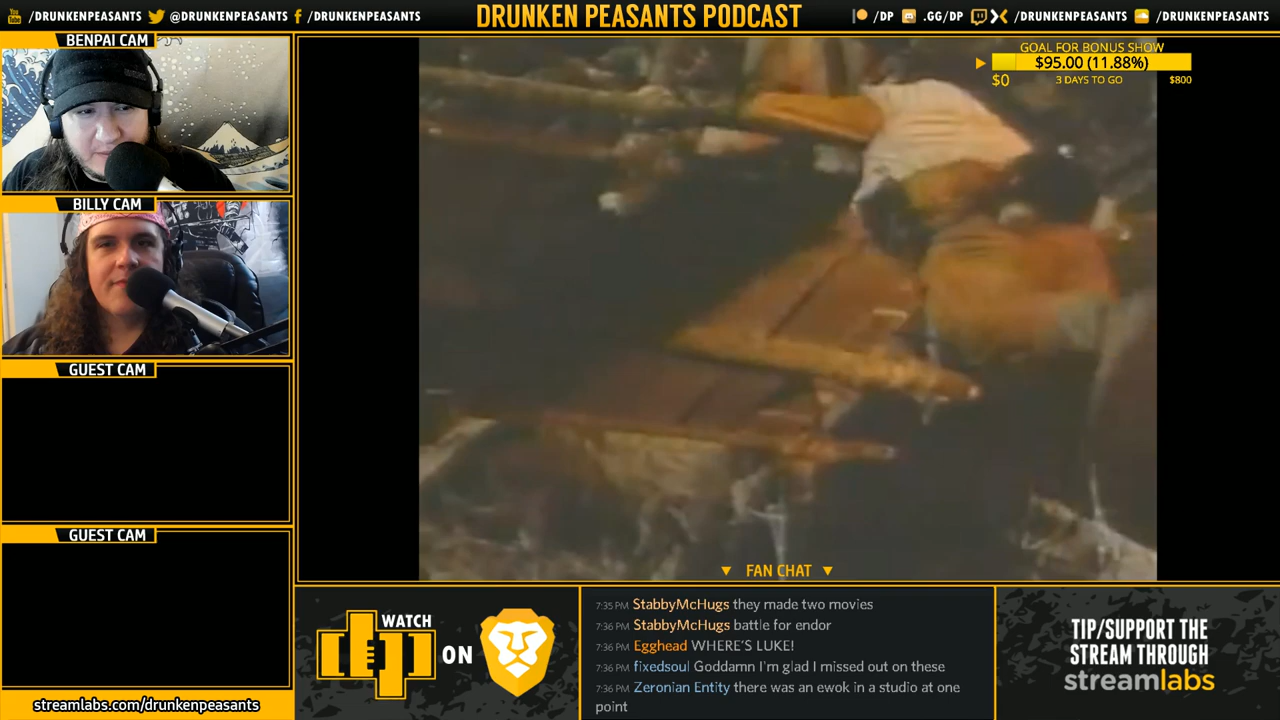 /DRUNKENPEASANTS @DRUNKENPEASANTS /DRUNKENPEASANTS DRUNKEN PEASANTS PODCAST /DP .GG/DP /DRUNKENPEASANTS /DRUNKENPEASANTS
BENPAI CAM
GOAL FOR BONUS SHOW
$95.00 (11.88%)
$0 3 DAYS TO GO $800
BILLY CAM
GUEST CAM
GUEST CAM
FAN CHAT
7:35 PM StabbyMcHugs they made two movies
7:36 PM StabbyMcHugs battle for endor
7:36 PM Egghead WHERE'S LUKE!
7:36 PM fixedsoul Goddamn I'm glad I missed out on these
7:36 PM Zeronian Entity there was an ewok in a studio at one
point
WATCH
ON
TIP/SUPPORT THE
STREAM THROUGH
streamlabs
streamlabs.com/drunkenpeasants